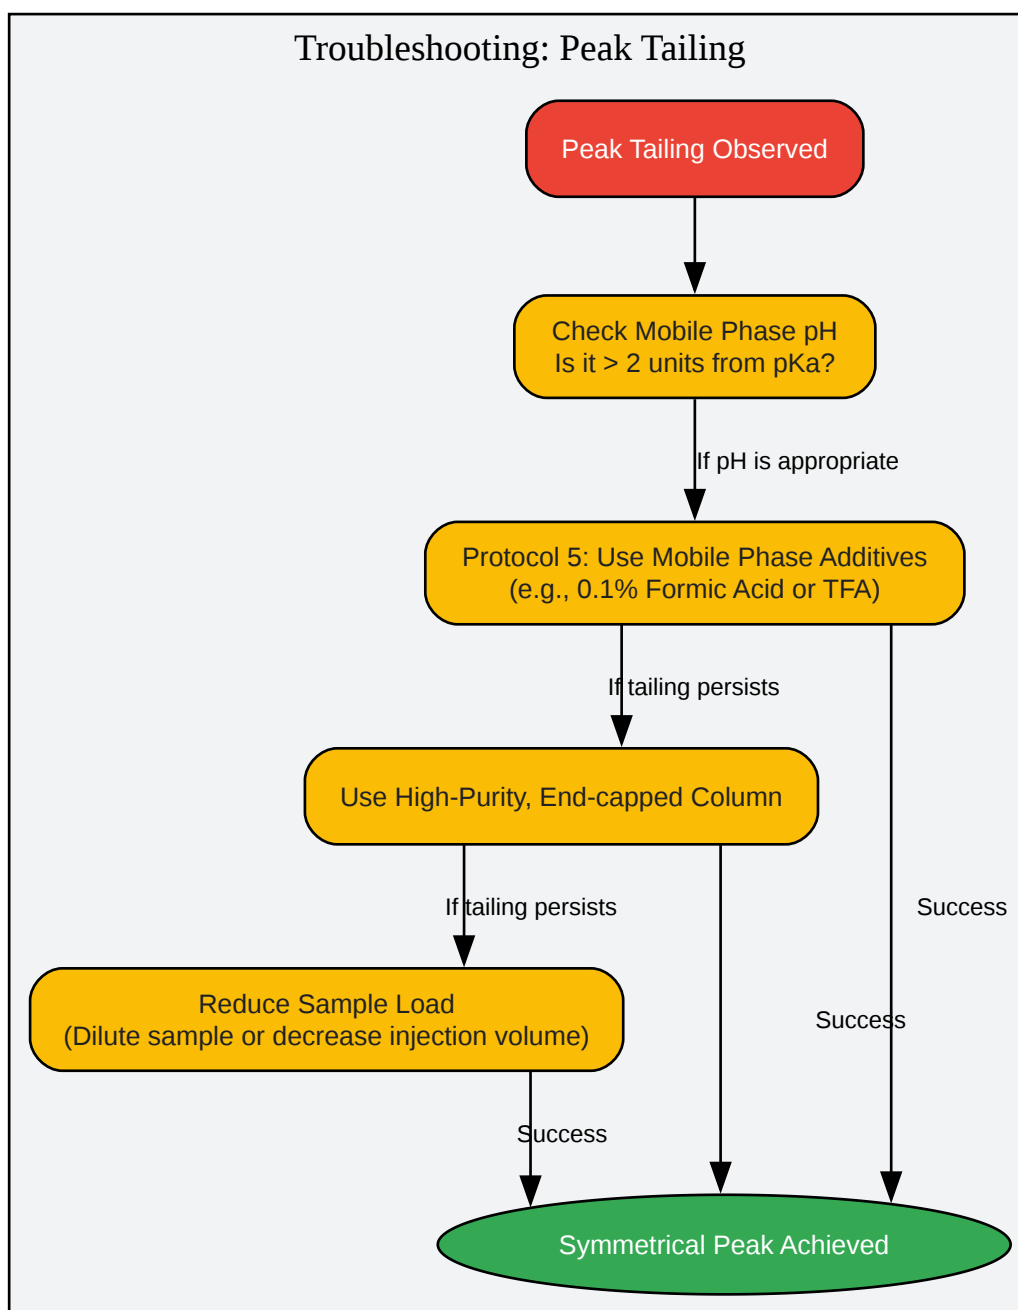 Troubleshooting: Peak Tailing
Peak Tailing Observed
Check Mobile Phase pH
Is it > 2 units from pKa?
If pH is appropriate
Protocol 5: Use Mobile Phase Additives
(e.g., 0.1% Formic Acid or TFA)
If tailing persists
Use High-Purity, End-capped Column
If tailing persists
Success
Reduce Sample Load
(Dilute sample or decrease injection volume)
Success
Success
Symmetrical Peak Achieved